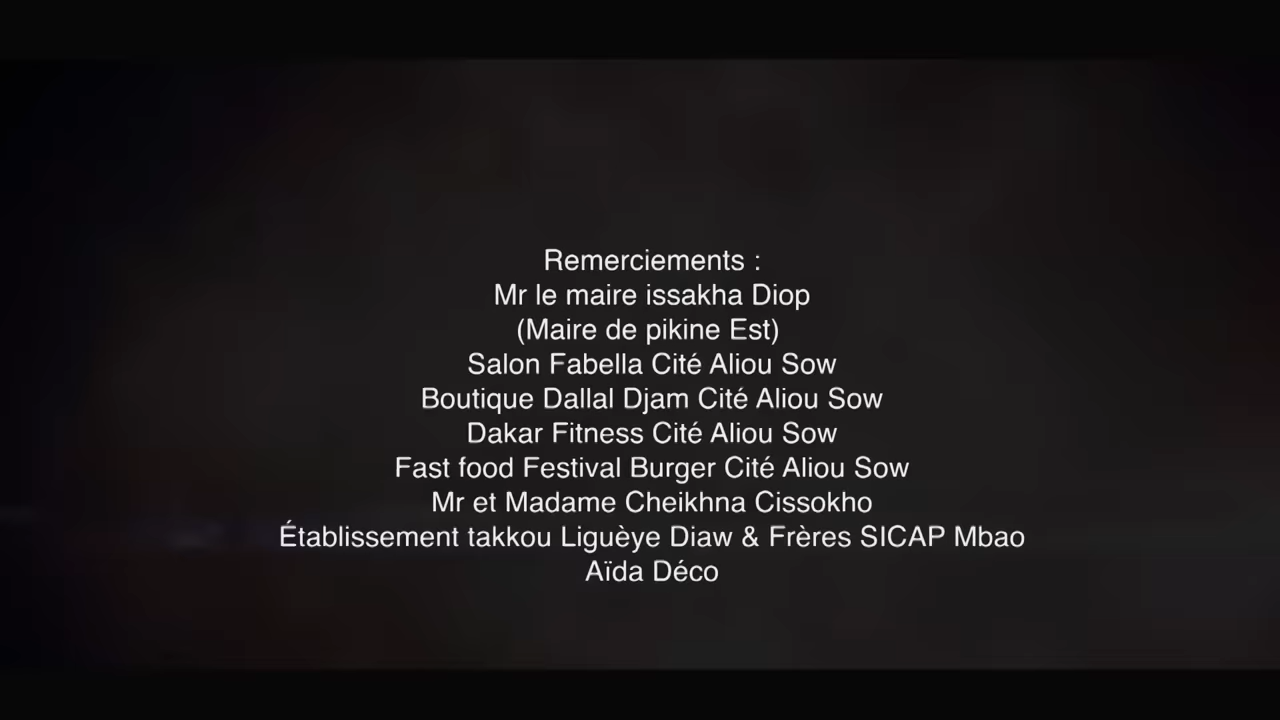 Remerciements :
Mr le maire issakha Diop
(Maire de pikine Est)
Salon Fabella Cité Aliou Sow
Boutique Dallal Djam Cité Aliou Sow
Dakar Fitness Cité Aliou Sow
Fast food Festival Burger Cité Aliou Sow
Mr et Madame Cheikhna Cissokho
Établissement takkou Liguèye Diaw & Frères SICAP Mbao
Aïda Déco